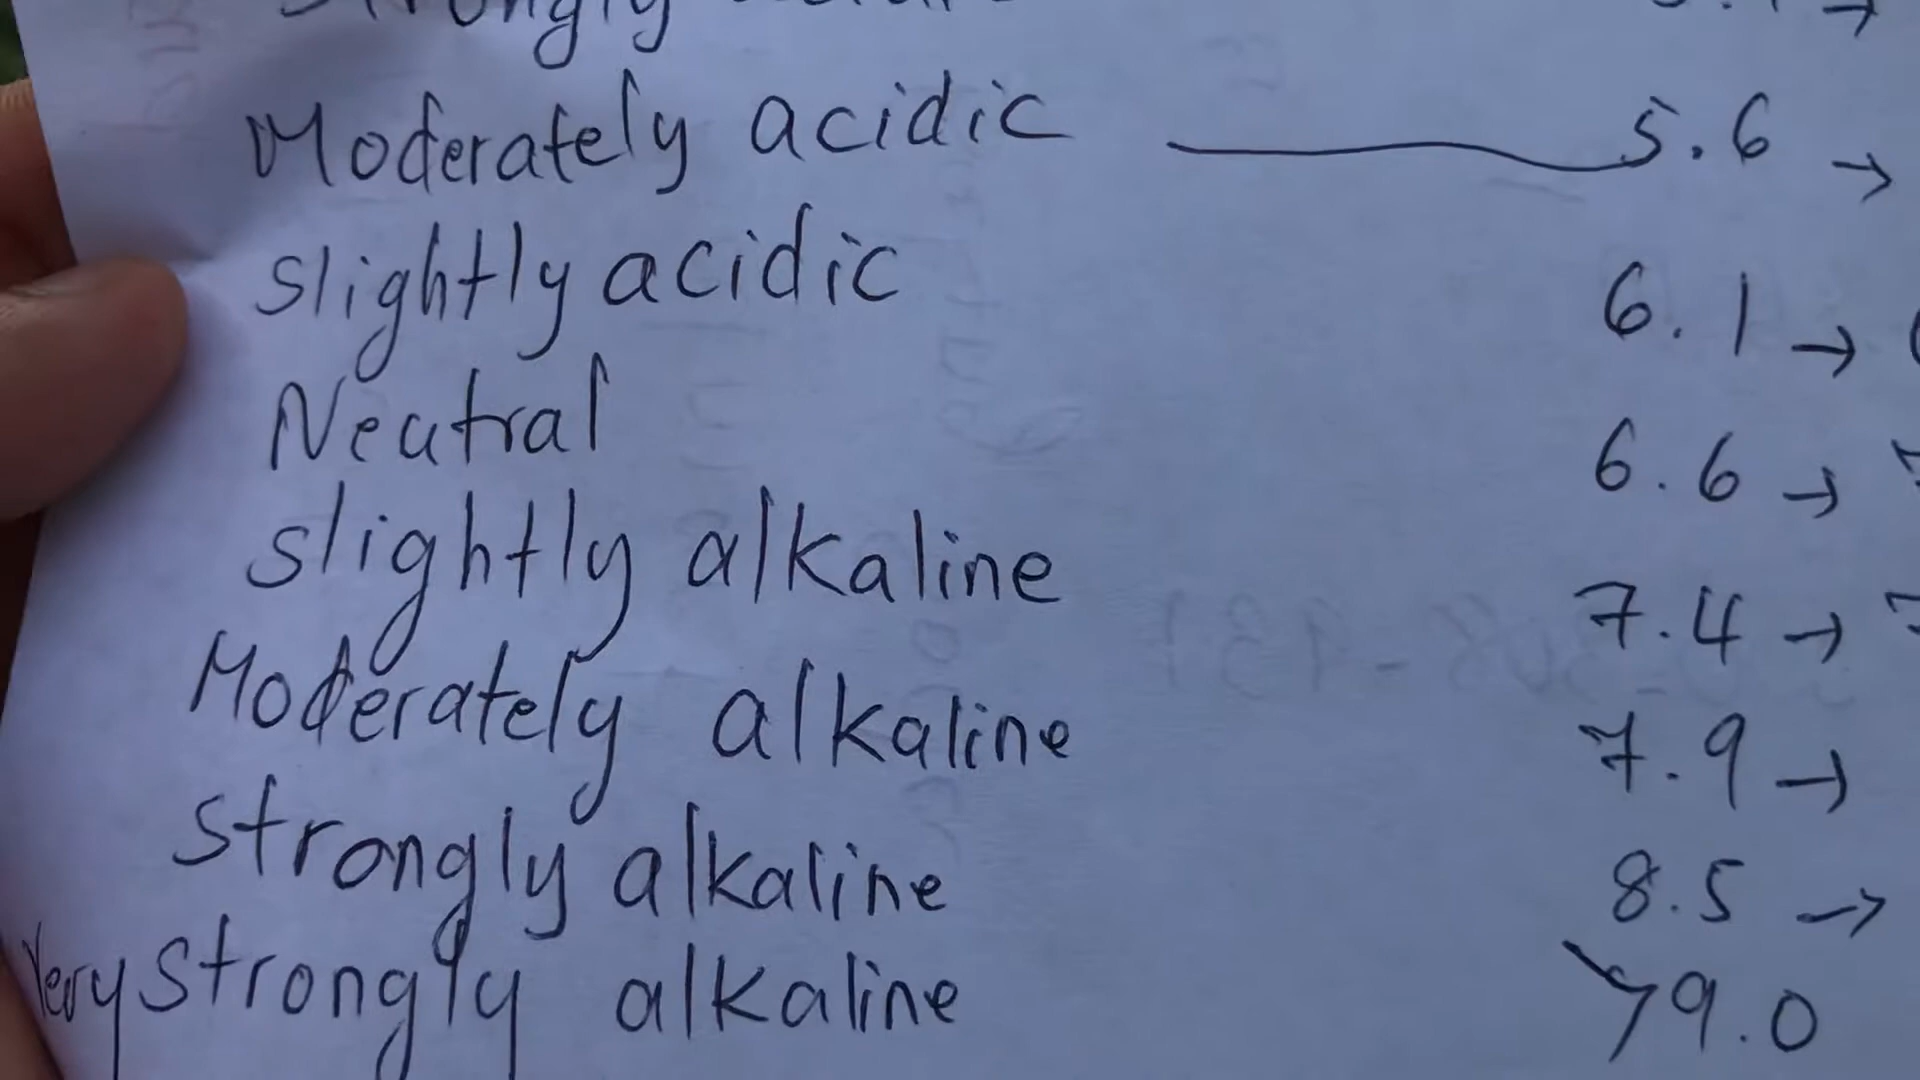 Strongly
Moderately acidic 5.6 →
slightly acidic 6.1 →
Neutral 6.6 →
slightly alkaline 7.4 →
Moderately alkaline 7.9 →
strongly alkaline 8.5 →
Very strongly alkaline >9.0